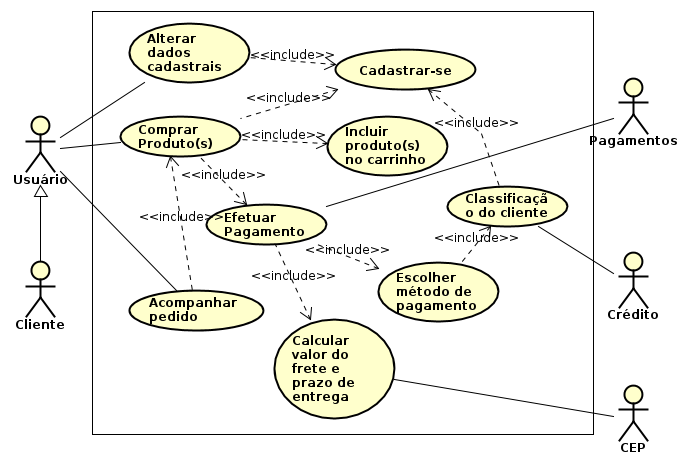 Alterar
dados
cadastrais
<<include>>
Cadastrar-se
<<include>>
Comprar
Produto(s)
<<include>>
Incluir
produto(s)
no carrinho
<<include>>
Pagamentos
Usuário
<<include>>
Classificaçã
o do cliente
<<include>>
Efetuar
Pagamento
<<include>>
<<include>>
<<include>>
Escolher
método de
pagamento
Acompanhar
pedido
Crédito
Cliente
Calcular
valor do
frete e
prazo de
entrega
CEP